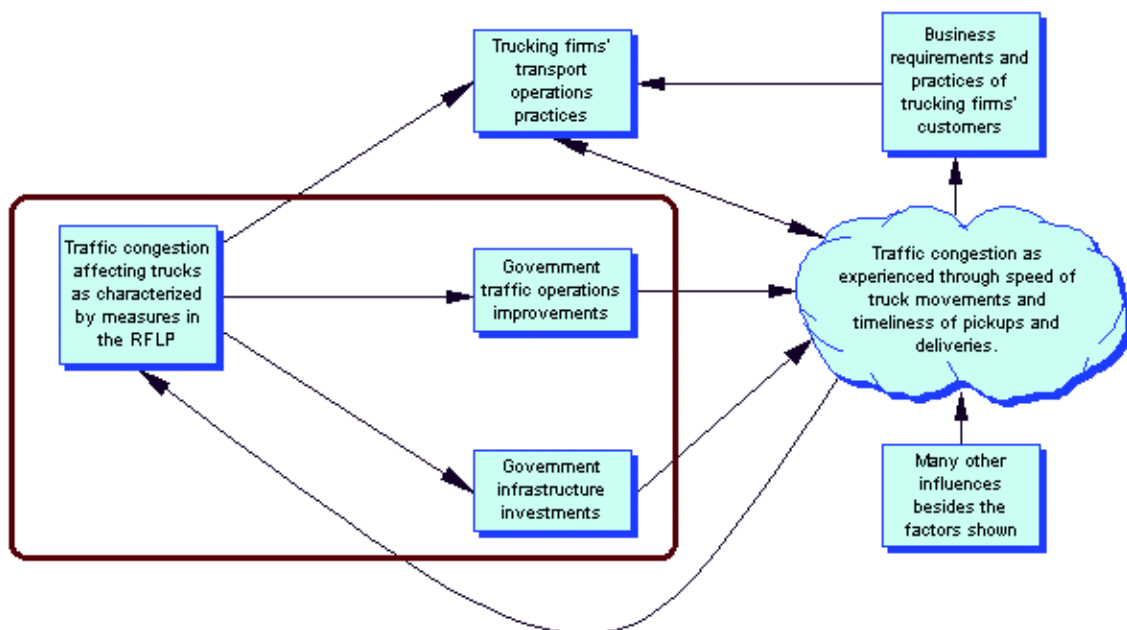 Trucking firms'
transport
operations
practices
Business
requirements and
practices of
trucking firms'
customers
Traffic congestion
affecting trucks
as characterized
by measures in
the RFLP
Government
traffic operations
improvements
Traffic congestion as
experienced through speed of
truck movements and
timeliness of pickups and
deliveries.
Government
infrastructure
investments
Many other
influences
besides the
factors shown